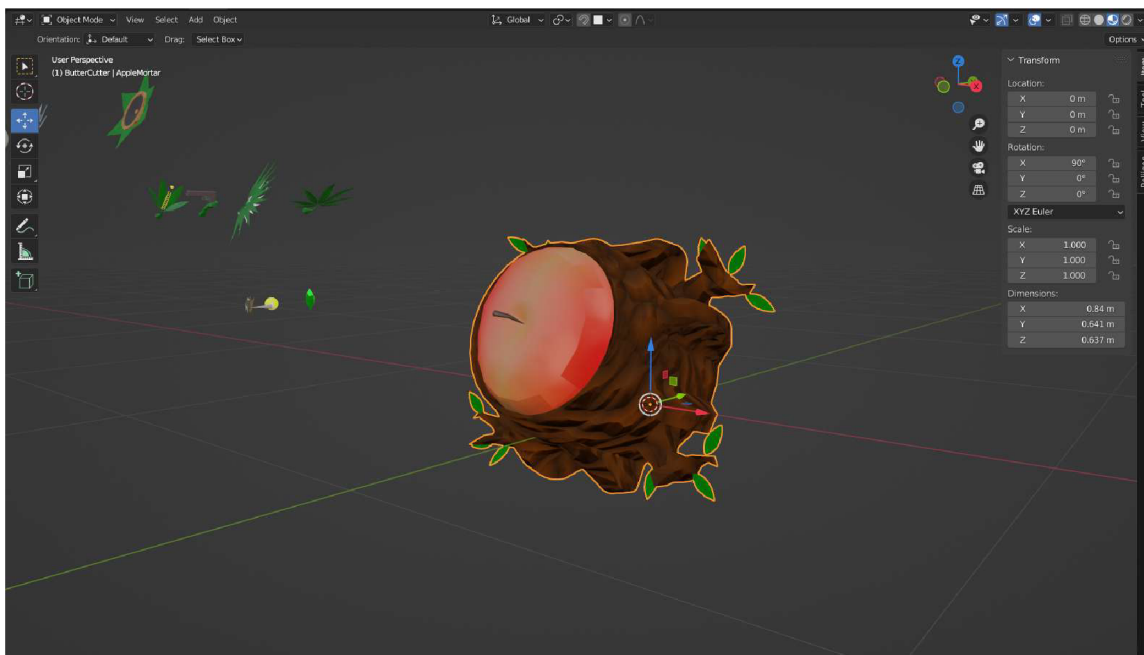 Object Mode View Select Add Object Global
Orientation: Default Drag: Select Box Options
User Perspective
(1) ButterCutter | AppleMortar
Z
X
Transform
Location:
X 0 m
Y 0 m
Z 0 m
Rotation:
X 90°
Y 0°
Z 0°
XYZ Euler
Scale:
X 1.000
Y 1.000
Z 1.000
Dimensions:
X 0.84 m
Y 0.641 m
Z 0.637 m